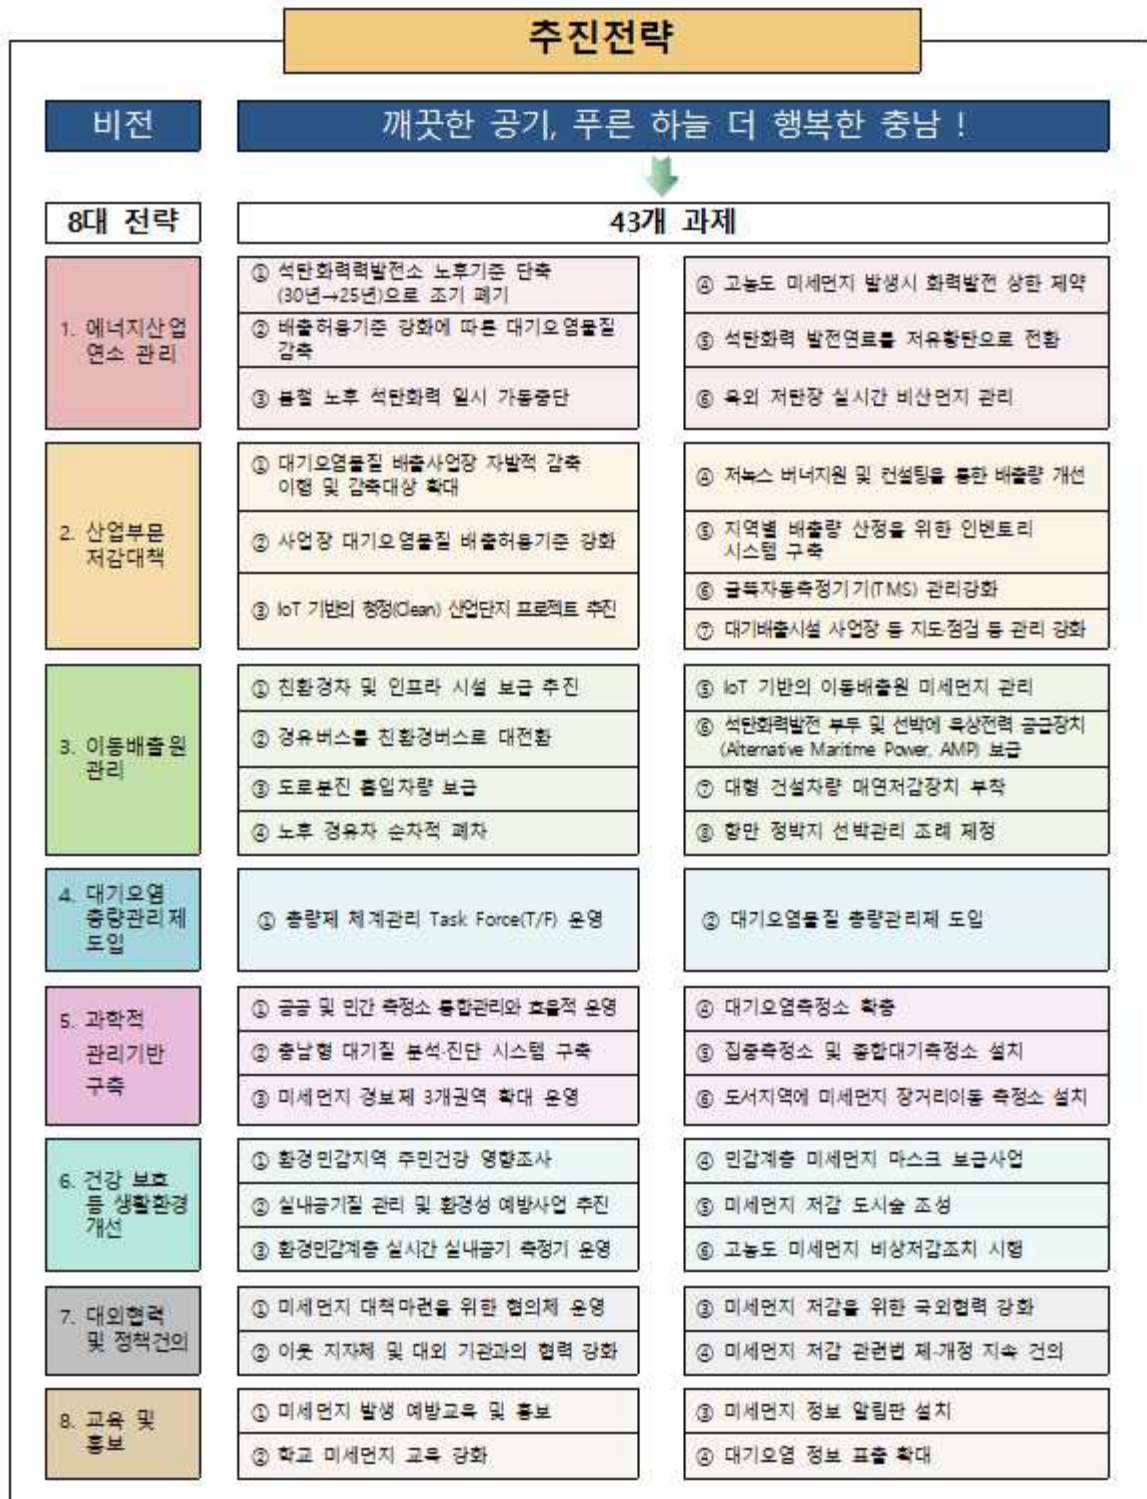 추진전략
비전
깨끗한 공기, 푸른 하늘 더 행복한 충남 !
8대 전략
43개 과제
1. 에너지산업
연소 관리
① 석탄화력력발전소 노후기준 단축
(30년→25년)으로 조기 폐기
② 배출허용기준 강화에 따른 대기오염물질
감축
③ 봄철 노후 석탄화력 일시 가동중단
④ 고농도 미세먼지 발생시 화력발전 상한 제약
⑤ 석탄화력 발전연료를 저유황탄으로 전환
⑥ 옥외 저탄장 실시간 비산먼지 관리
2. 산업부문
저감대책
① 대기오염물질 배출사업장 자발적 감축
이행 및 감축대상 확대
② 사업장 대기오염물질 배출허용기준 강화
③ IoT 기반의 청정(Clean) 산업단지 프로젝트 추진
④ 저녹스 버너지원 및 컨설팅을 통한 배출량 개선
⑤ 지역별 배출량 산정을 위한 인벤토리
시스템 구축
⑥ 굴뚝자동측정기기(TMS) 관리강화
⑦ 대기배출시설 사업장 등 지도·점검 등 관리 강화
3. 이동배출원
관리
① 친환경차 및 인프라 시설 보급 추진
② 경유버스를 친환경버스로 대전환
③ 도로분진 흡입차량 보급
④ 노후 경유차 순차적 폐차
⑤ IoT 기반의 이동배출원 미세먼지 관리
⑥ 석탄화력발전 부두 및 선박에 육상전력 공급장치
(Alternative Maritime Power, AMP) 보급
⑦ 대형 건설차량 매연저감장치 부착
⑧ 항만 정박지 선박관리 조례 제정
4. 대기오염
총량관리제
도입
① 총량제 체계관리 Task Force(T/F) 운영
② 대기오염물질 총량관리제 도입
5. 과학적
관리기반
구축
① 공공 및 민간 측정소 통합관리와 효율적 운영
② 충남형 대기질 분석·진단 시스템 구축
③ 미세먼지 경보제 3개권역 확대 운영
④ 대기오염측정소 확충
⑤ 집중측정소 및 종합대기측정소 설치
⑥ 도서지역에 미세먼지 장거리이동 측정소 설치
6. 건강 보호
등 생활환경
개선
① 환경민감지역 주민건강 영향조사
② 실내공기질 관리 및 환경성 예방사업 추진
③ 환경민감계층 실시간 실내공기 측정기 운영
④ 민감계층 미세먼지 마스크 보급사업
⑤ 미세먼지 저감 도시숲 조성
⑥ 고농도 미세먼지 비상저감조치 시행
7. 대외협력
및 정책건의
① 미세먼지 대책마련을 위한 협의체 운영
② 이웃 지자체 및 대외 기관과의 협력 강화
③ 미세먼지 저감을 위한 국외협력 강화
④ 미세먼지 저감 관련법 제·개정 지속 건의
8. 교육 및
홍보
① 미세먼지 발생 예방교육 및 홍보
② 학교 미세먼지 교육 강화
③ 미세먼지 정보 알림판 설치
④ 대기오염 정보 표출 확대